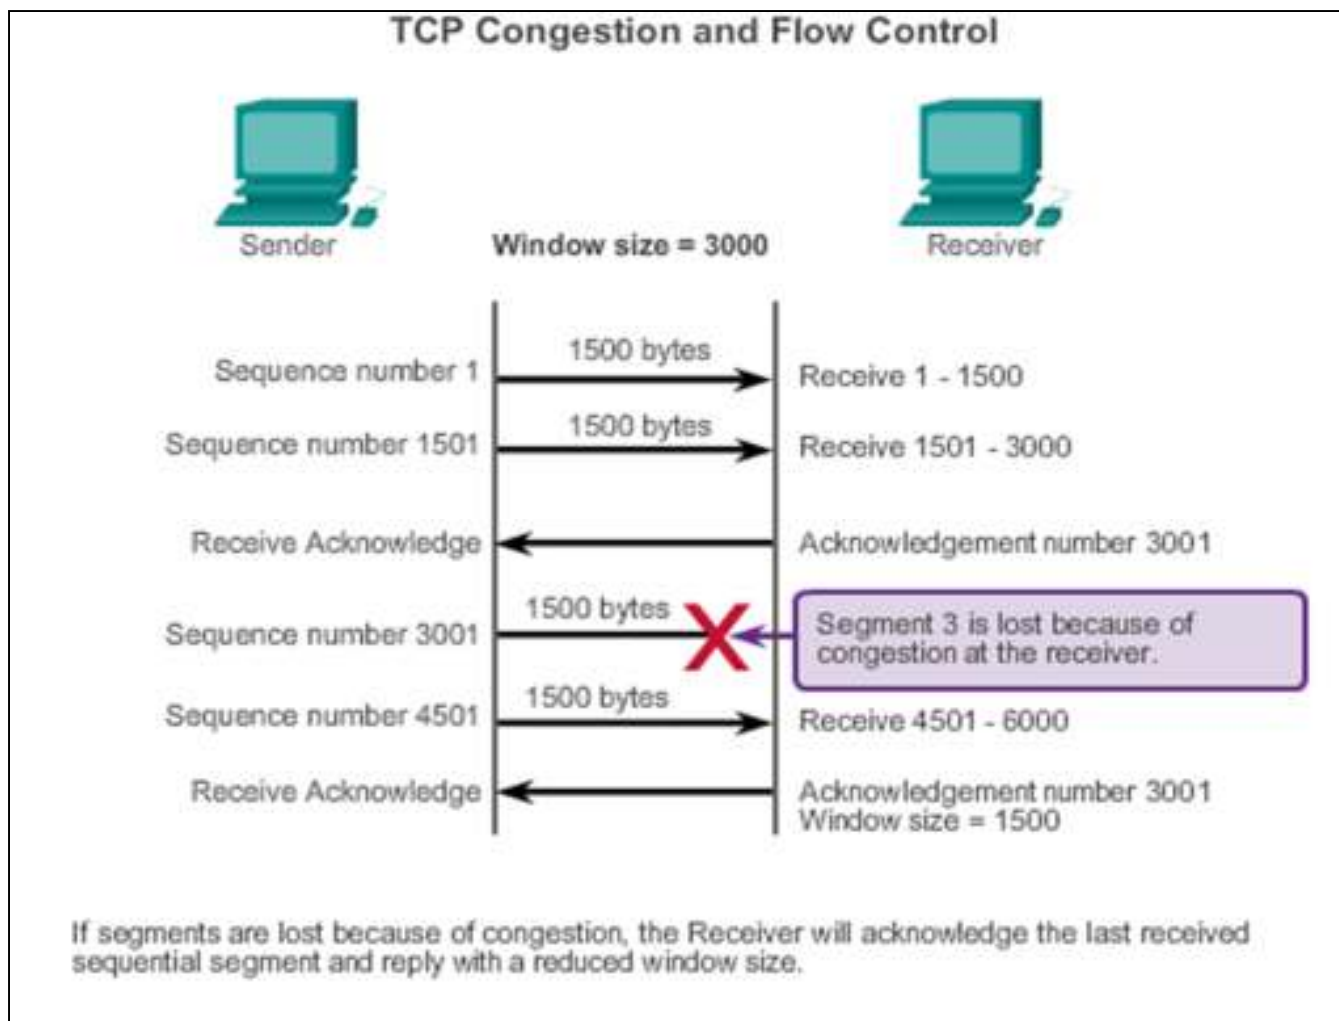 TCP Congestion and Flow Control
Sender
Window size = 3000
Receiver
1500 bytes
Sequence number 1
Receive 1 - 1500
1500 bytes
Sequence number 1501
Receive 1501 - 3000
Receive Acknowledge
Acknowledgement number 3001
1500 bytes
Sequence number 3001
Segment 3 is lost because of
congestion at the receiver.
1500 bytes
Sequence number 4501
Receive 4501 - 6000
Receive Acknowledge
Acknowledgement number 3001
Window size = 1500
If segments are lost because of congestion, the Receiver will acknowledge the last received
sequential segment and reply with a reduced window size.